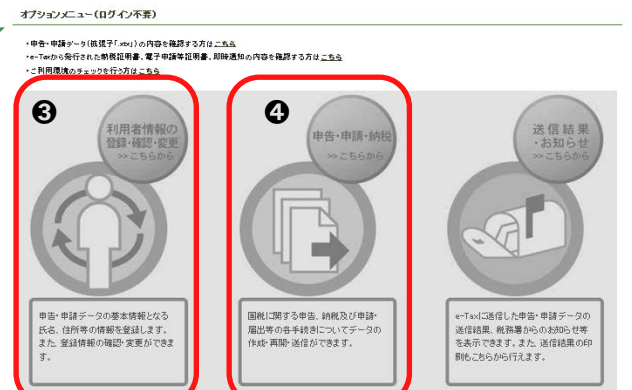 オプションメニュー(ログイン不要)
・申告・申請データ(拡張子「.xtx」)の内容を確認する方はこちら
・e-Taxから発行された納税証明書、電子申請等証明書、即時通知の内容を確認する方はこちら
・ご利用環境のチェックを行う方はこちら
❸
利用者情報の
登録・確認・変更
>>こちらから
❹
申告・申請・納税
>>こちらから
送信結果
・お知らせ
>>こちらから
申告・申請データの基本情報となる
氏名、住所等の情報を登録します。
また、登録情報の確認・変更ができま
す。
国税に関する申告、納税及び申請・
届出等の各手続きについてデータの
作成・再開・送信ができます。
e-Taxに送信した申告・申請データの
送信結果、税務署からのお知らせ等
を表示できます。また、送信結果の印
刷もこちらから行えます。